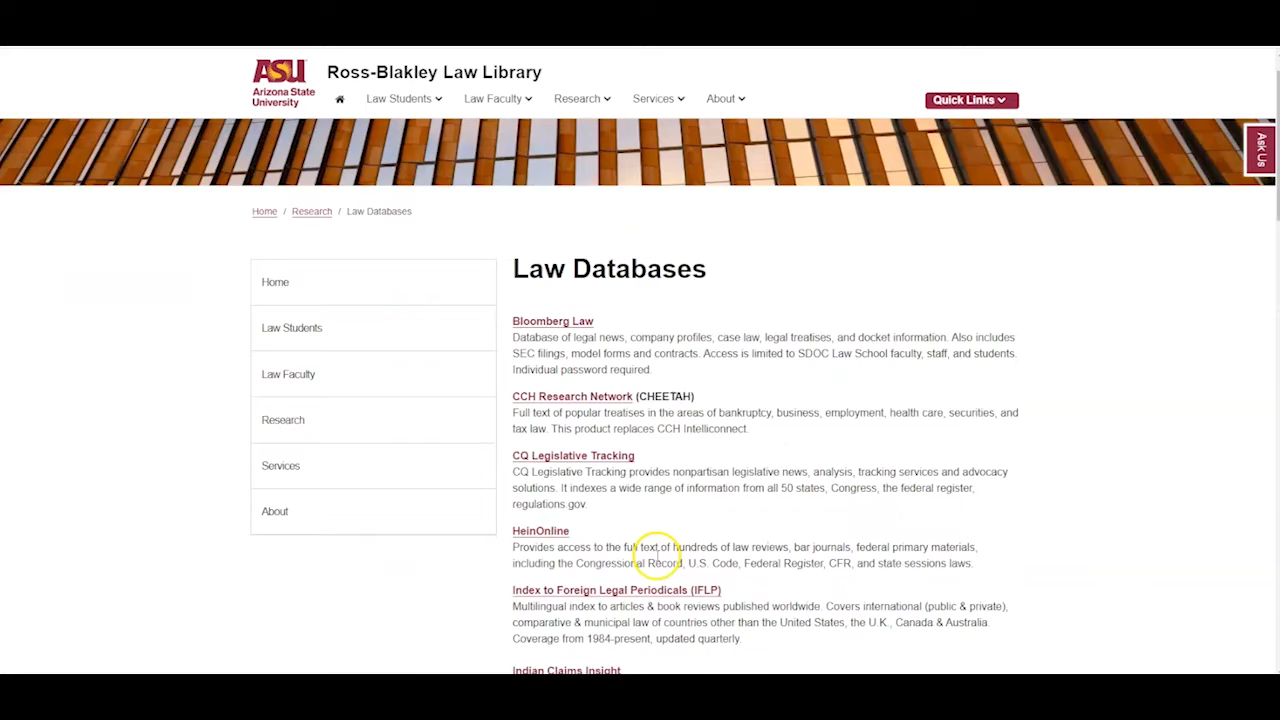 ASU
Arizona State
University
Ross-Blakley Law Library
Law Students
Law Faculty
Research
Services
About
Quick Links
Ask Us
Home / Research / Law Databases
Home
Law Students
Law Faculty
Research
Services
About
Law Databases
Bloomberg Law
Database of legal news, company profiles, case law, legal treatises, and docket information. Also includes
SEC filings, model forms and contracts. Access is limited to SDOC Law School faculty, staff, and students.
Individual password required.
CCH Research Network (CHEETAH)
Full text of popular treatises in the areas of bankruptcy, business, employment, health care, securities, and
tax law. This product replaces CCH Intelliconnect.
CQ Legislative Tracking
CQ Legislative Tracking provides nonpartisan legislative news, analysis, tracking services and advocacy
solutions. It indexes a wide range of information from all 50 states, Congress, the federal register,
regulations.gov.
HeinOnline
Provides access to the full text of hundreds of law reviews, bar journals, federal primary materials,
including the Congressional Record, U.S. Code, Federal Register, CFR, and state sessions laws.
Index to Foreign Legal Periodicals (IFLP)
Multilingual index to articles & book reviews published worldwide. Covers international (public & private),
comparative & municipal law of countries other than the United States, the U.K., Canada & Australia.
Coverage from 1984-present, updated quarterly.
Indian Claims Insight